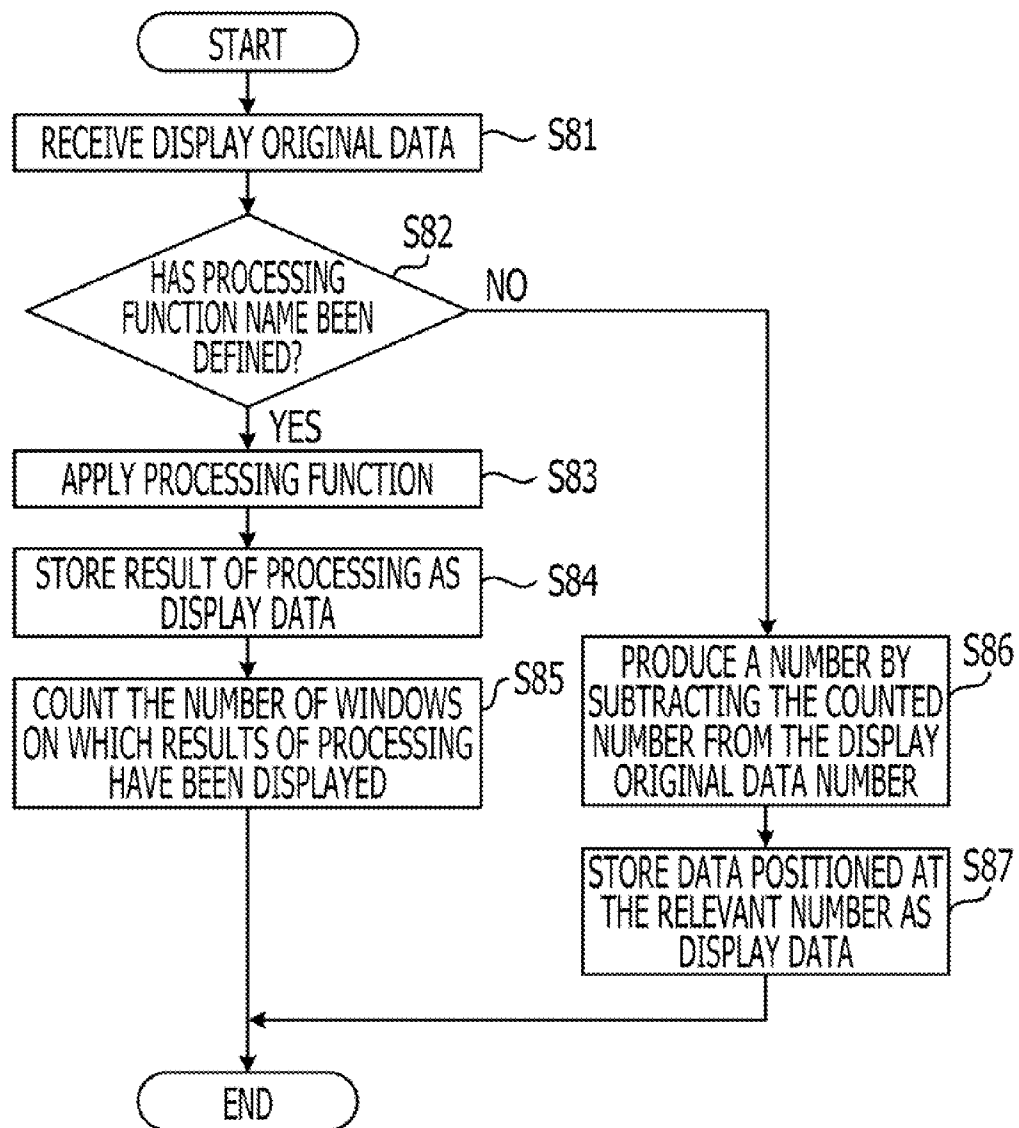 START
RECEIVE DISPLAY ORIGINAL DATA
S81
S82
HAS PROCESSING
FUNCTION NAME BEEN
DEFINED?
NO
YES
APPLY PROCESSING FUNCTION
S83
STORE RESULT OF PROCESSING AS
DISPLAY DATA
S84
COUNT THE NUMBER OF WINDOWS
ON WHICH RESULTS OF PROCESSING
HAVE BEEN DISPLAYED
S85
PRODUCE A NUMBER BY
SUBTRACTING THE COUNTED
NUMBER FROM THE DISPLAY
ORIGINAL DATA NUMBER
S86
STORE DATA POSITIONED AT
THE RELEVANT NUMBER AS
DISPLAY DATA
S87
END